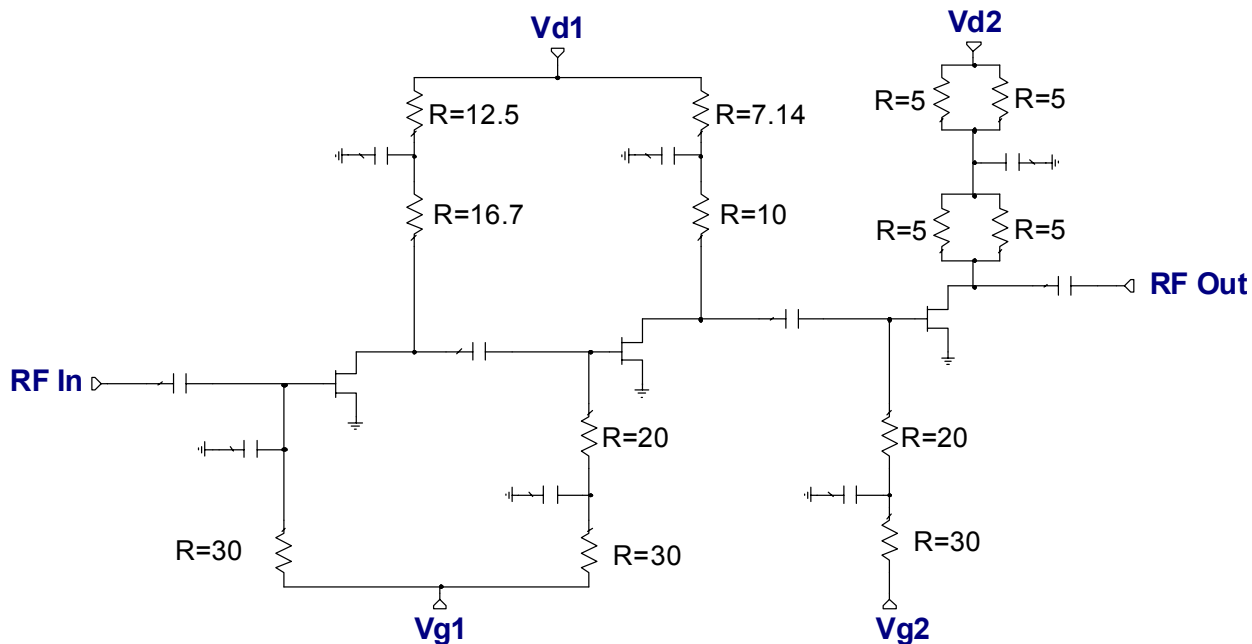 Vd1
Vd2
R=12.5
R=7.14
R=5
R=5
R=16.7
R=10
R=5
R=5
RF Out
RF In
R=20
R=20
R=30
R=30
R=30
Vg1
Vg2